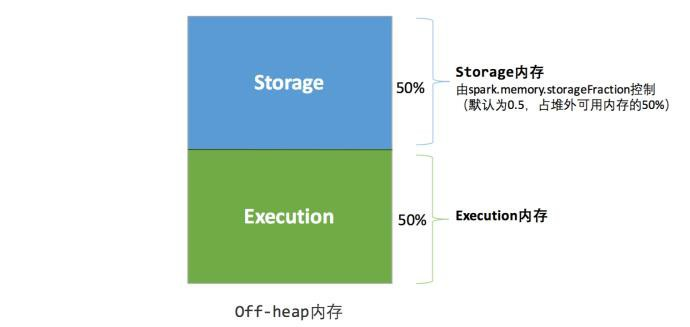 Storage
50%
Storage内存
由spark.memory.storageFraction控制
（默认为0.5，占堆外可用内存的50%）
Execution
50%
Execution内存
Off-heap内存